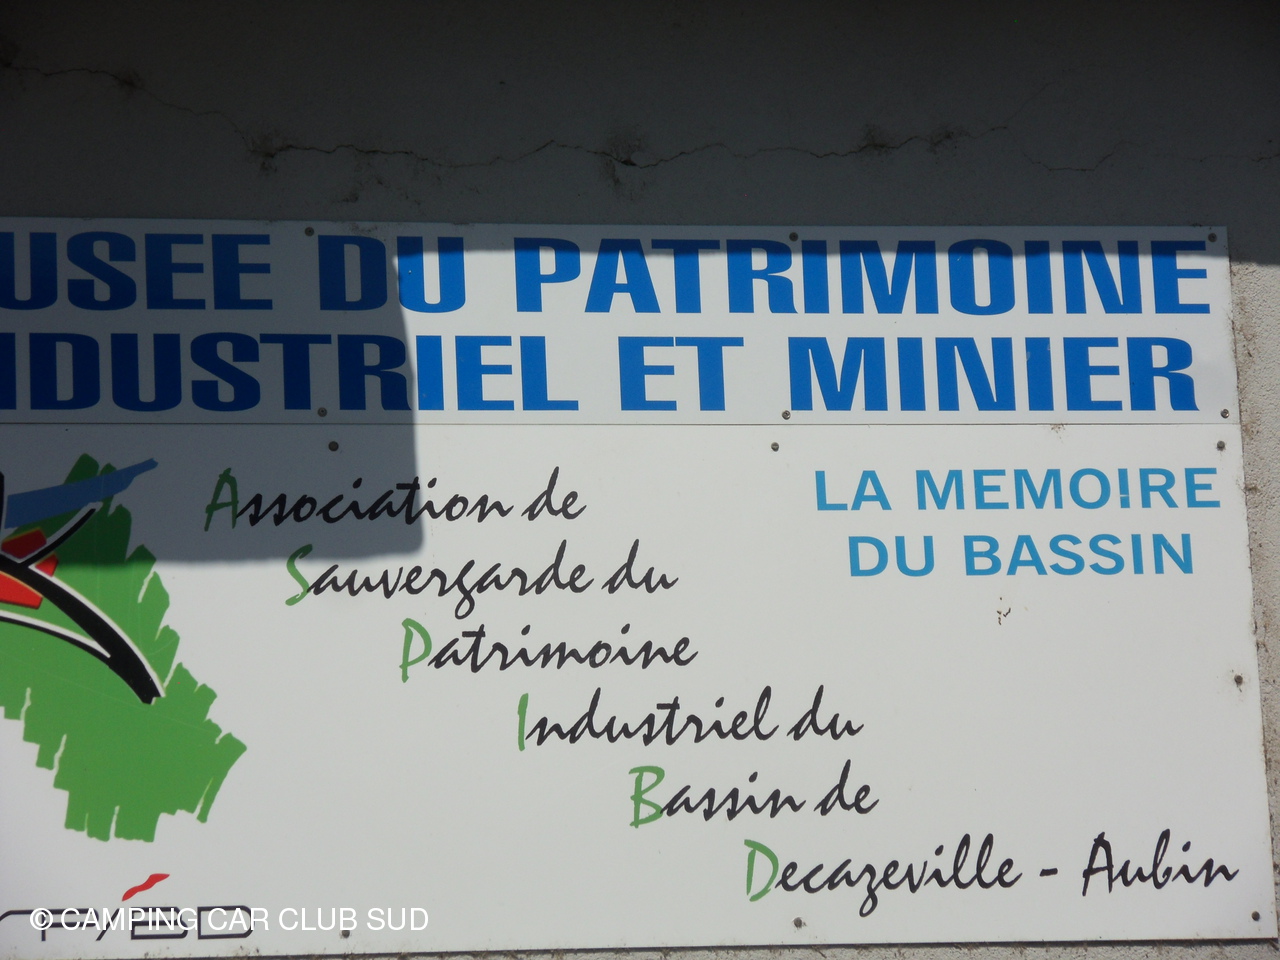 USEE DU PATRIMOINE
NDUSTRIEL ET MINIER
LA MEMOIRE
DU BASSIN
Association de
Sauvergarde du
Patrimoine
Industriel du
Bassin de
Decazeville - Aubin
© CAMPING CAR CLUB SUD